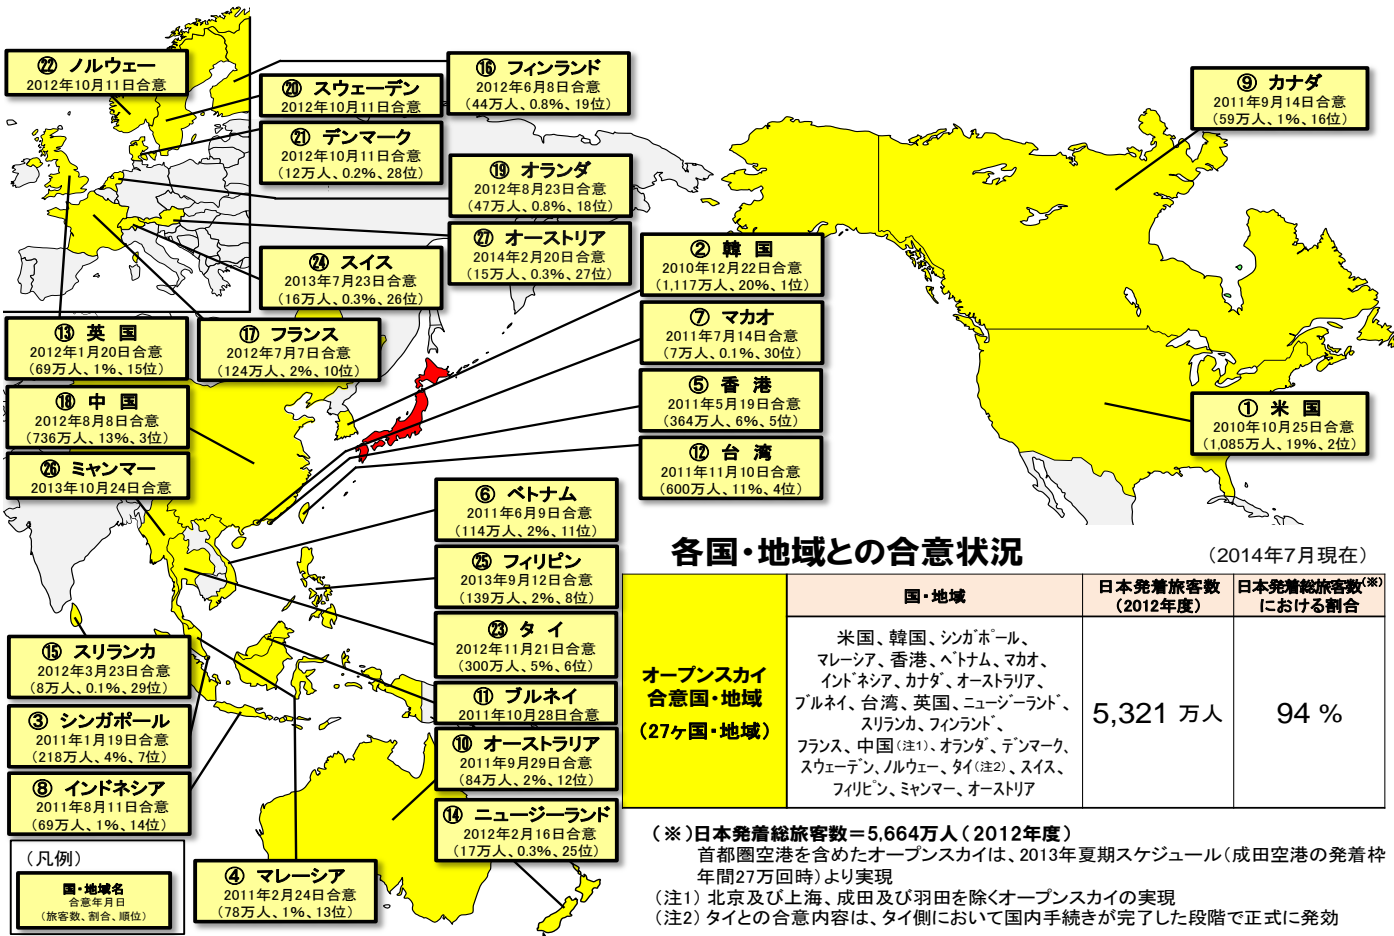 ㉒ ノルウェー
2012年10月11日合意
⑳ スウェーデン
2012年10月11日合意
⑯ フィンランド
2012年6月8日合意
(44万人、0.8%、19位)
⑨ カナダ
2011年9月14日合意
(59万人、1%、16位)
㉑ デンマーク
2012年10月11日合意
(12万人、0.2%、28位)
⑲ オランダ
2012年8月23日合意
(47万人、0.8%、18位)
㉗ オーストリア
2014年2月20日合意
(15万人、0.3%、27位)
㉔ スイス
2013年7月23日合意
(16万人、0.3%、26位)
② 韓 国
2010年12月22日合意
(1,117万人、20%、1位)
⑬ 英 国
2012年1月20日合意
(69万人、1%、15位)
⑰ フランス
2012年7月7日合意
(124万人、2%、10位)
⑦ マカオ
2011年7月14日合意
(7万人、0.1%、30位)
⑱ 中 国
2012年8月8日合意
(736万人、13%、3位)
⑤ 香 港
2011年5月19日合意
(364万人、6%、5位)
① 米 国
2010年10月25日合意
(1,085万人、19%、2位)
㉖ ミャンマー
2013年10月24日合意
⑫ 台 湾
2011年11月10日合意
(600万人、11%、4位)
⑥ ベトナム
2011年6月9日合意
(114万人、2%、11位)
㉕ フィリピン
2013年9月12日合意
(139万人、2%、8位)
㉓ タ イ
2012年11月21日合意
(300万人、5%、6位)
⑮ スリランカ
2012年3月23日合意
(8万人、0.1%、29位)
⑪ ブルネイ
2011年10月28日合意
③ シンガポール
2011年1月19日合意
(218万人、4%、7位)
⑩ オーストラリア
2011年9月29日合意
(84万人、2%、12位)
⑧ インドネシア
2011年8月11日合意
(69万人、1%、14位)
⑭ ニュージーランド
2012年2月16日合意
(17万人、0.3%、25位)
④ マレーシア
2011年2月24日合意
(78万人、1%、13位)
(凡例)
国・地域名
合意年月日
(旅客数、割合、順位)
各国・地域との合意状況
(2014年7月現在)
国・地域
日本発着旅客数
(2012年度)
日本発着総旅客数(※)
における割合
オープンスカイ
合意国・地域
(27ヶ国・地域)
米国、韓国、シンガポール、
マレーシア、香港、ベトナム、マカオ、
インドネシア、カナダ、オーストラリア、
ブルネイ、台湾、英国、ニュージーランド、
スリランカ、フィンランド、
フランス、中国(注1)、オランダ、デンマーク、
スウェーデン、ノルウェー、タイ(注2)、スイス、
フィリピン、ミャンマー、オーストリア
5,321 万人
94 %
(※)日本発着総旅客数=5,664万人(2012年度)
首都圏空港を含めたオープンスカイは、2013年夏期スケジュール(成田空港の発着枠
年間27万回時)より実現
(注1) 北京及び上海、成田及び羽田を除くオープンスカイの実現
(注2) タイとの合意内容は、タイ側において国内手続きが完了した段階で正式に発効